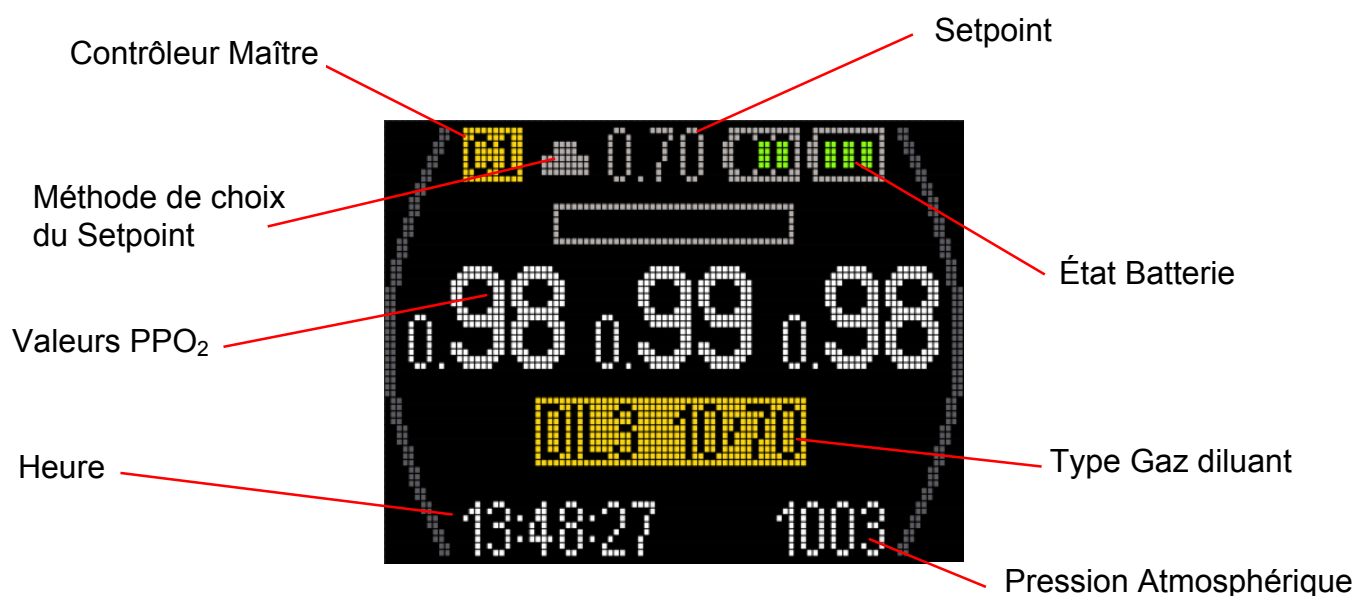 Setpoint
Contrôleur Maître
C1 0.70
Méthode de choix
du Setpoint
État Batterie
0.98 0.99 0.98
Valeurs PPO₂
DIL3 10/70
Type Gaz diluant
Heure
13:48:27 1003
Pression Atmosphérique